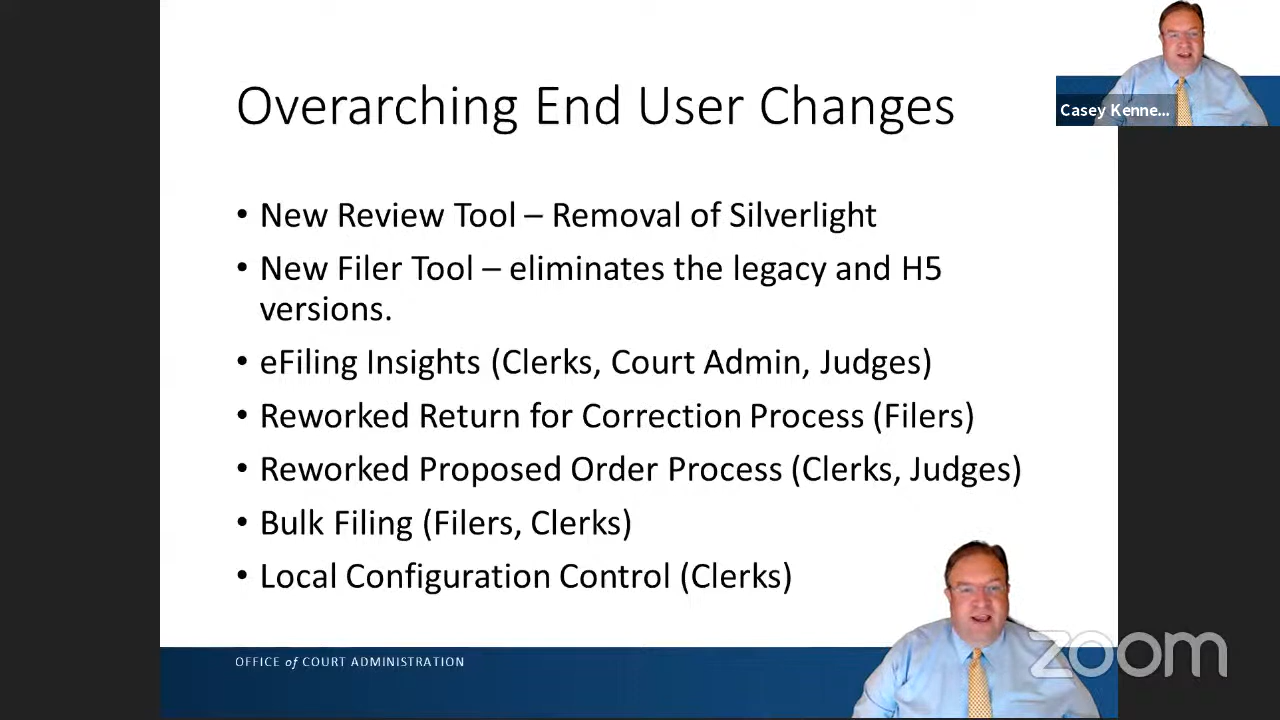 Overarching End User Changes
Casey Kenne...
• New Review Tool – Removal of Silverlight
• New Filer Tool – eliminates the legacy and H5
versions.
• eFiling Insights (Clerks, Court Admin, Judges)
• Reworked Return for Correction Process (Filers)
• Reworked Proposed Order Process (Clerks, Judges)
• Bulk Filing (Filers, Clerks)
• Local Configuration Control (Clerks)
OFFICE of COURT ADMINISTRATION
zoom